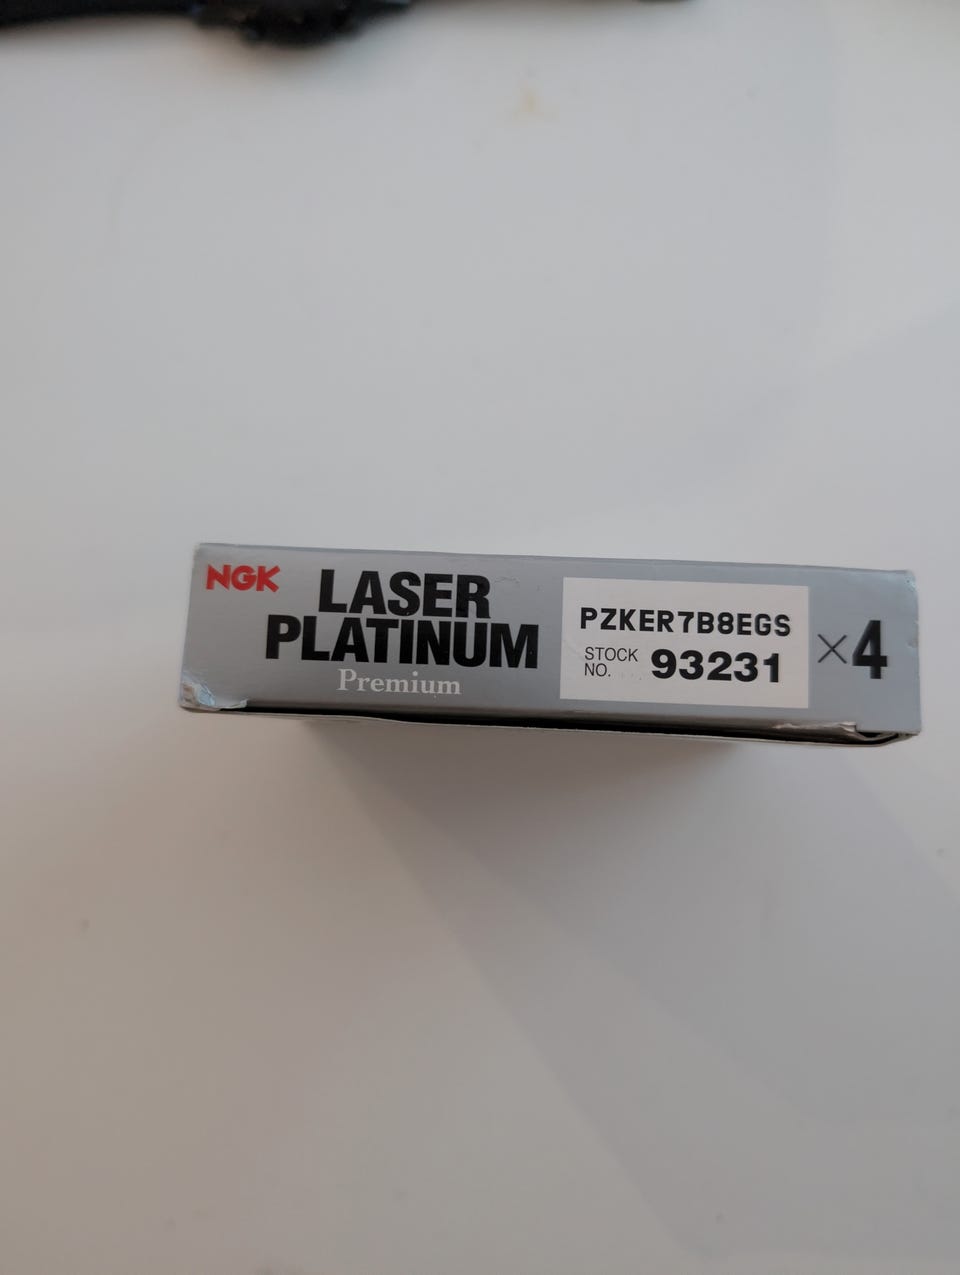 NGK
LASER
PLATINUM
Premium
PZKER7B8EGS
STOCK
NO.
93231
×4